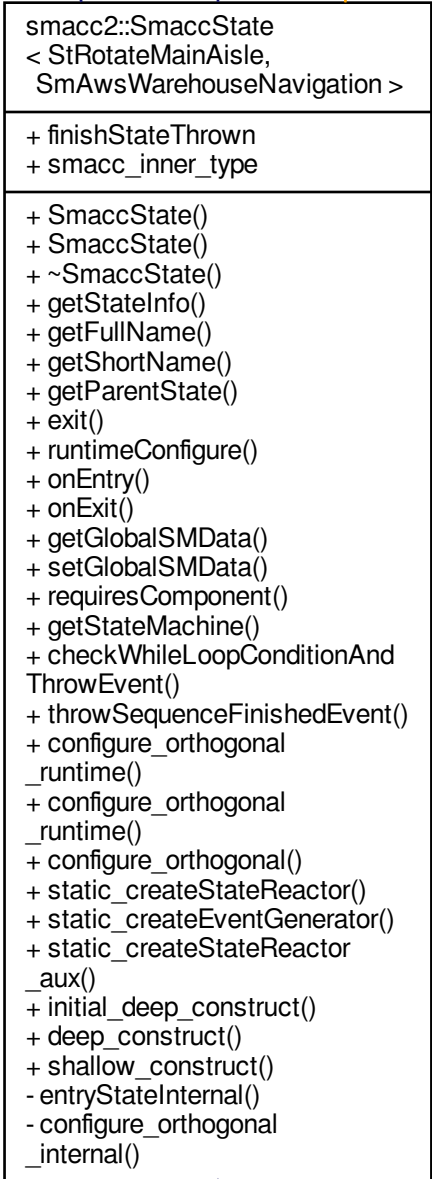 smacc2::SmaccState
< StRotateMainAisle,
SmAwsWarehouseNavigation >
+ finishStateThrown
+ smacc_inner_type
+ SmaccState()
+ SmaccState()
+ ~SmaccState()
+ getStateInfo()
+ getFullName()
+ getShortName()
+ getParentState()
+ exit()
+ runtimeConfigure()
+ onEntry()
+ onExit()
+ getGlobalSMData()
+ setGlobalSMData()
+ requiresComponent()
+ getStateMachine()
+ checkWhileLoopConditionAnd
ThrowEvent()
+ throwSequenceFinishedEvent()
+ configure_orthogonal
_runtime()
+ configure_orthogonal
_runtime()
+ configure_orthogonal()
+ static_createStateReactor()
+ static_createEventGenerator()
+ static_createStateReactor
_aux()
+ initial_deep_construct()
+ deep_construct()
+ shallow_construct()
- entryStateInternal()
- configure_orthogonal
_internal()